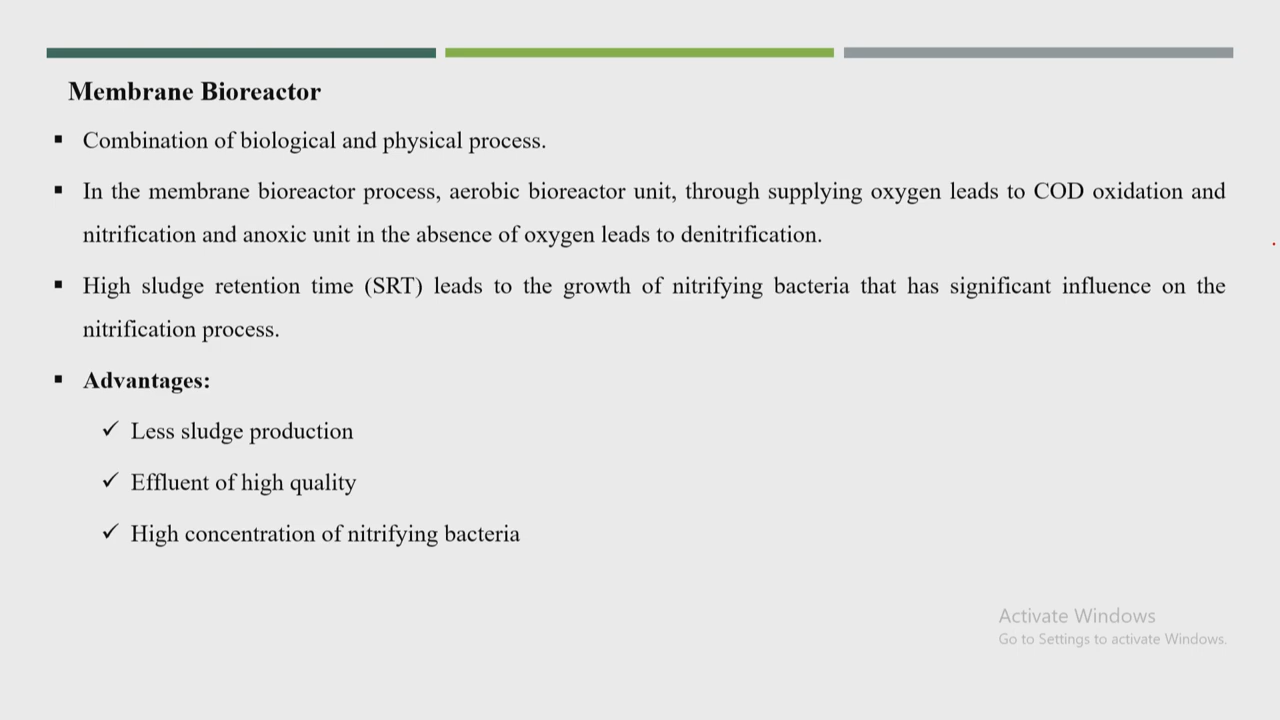 Membrane Bioreactor
▪ Combination of biological and physical process.
▪ In the membrane bioreactor process, aerobic bioreactor unit, through supplying oxygen leads to COD oxidation and
nitrification and anoxic unit in the absence of oxygen leads to denitrification.
▪ High sludge retention time (SRT) leads to the growth of nitrifying bacteria that has significant influence on the
nitrification process.
▪ Advantages:
✓ Less sludge production
✓ Effluent of high quality
✓ High concentration of nitrifying bacteria
Activate Windows
Go to Settings to activate Windows.